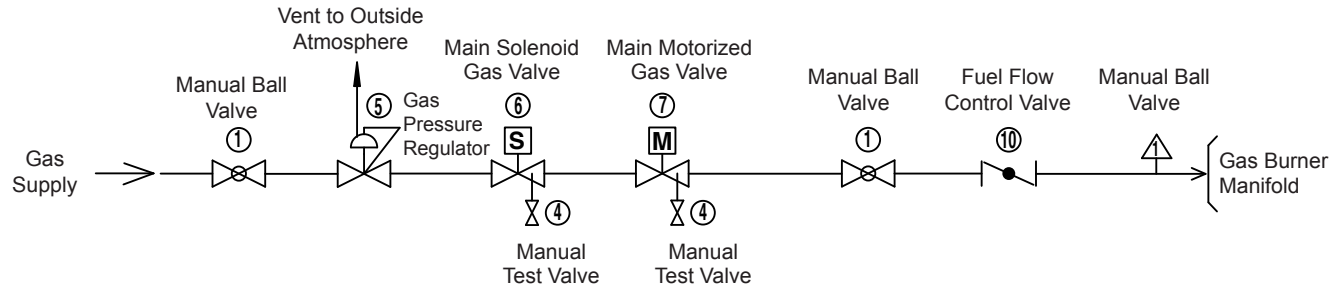 Vent to Outside
Atmosphere
Main Solenoid
Gas Valve
Main Motorized
Gas Valve
Manual Ball
Valve
①
⑤
Gas
Pressure
Regulator
⑥
S
⑦
M
Manual Ball
Valve
①
Fuel Flow
Control Valve
⑩
Manual Ball
Valve
1
Gas
Supply
Gas Burner
Manifold
④
Manual
Test Valve
④
Manual
Test Valve